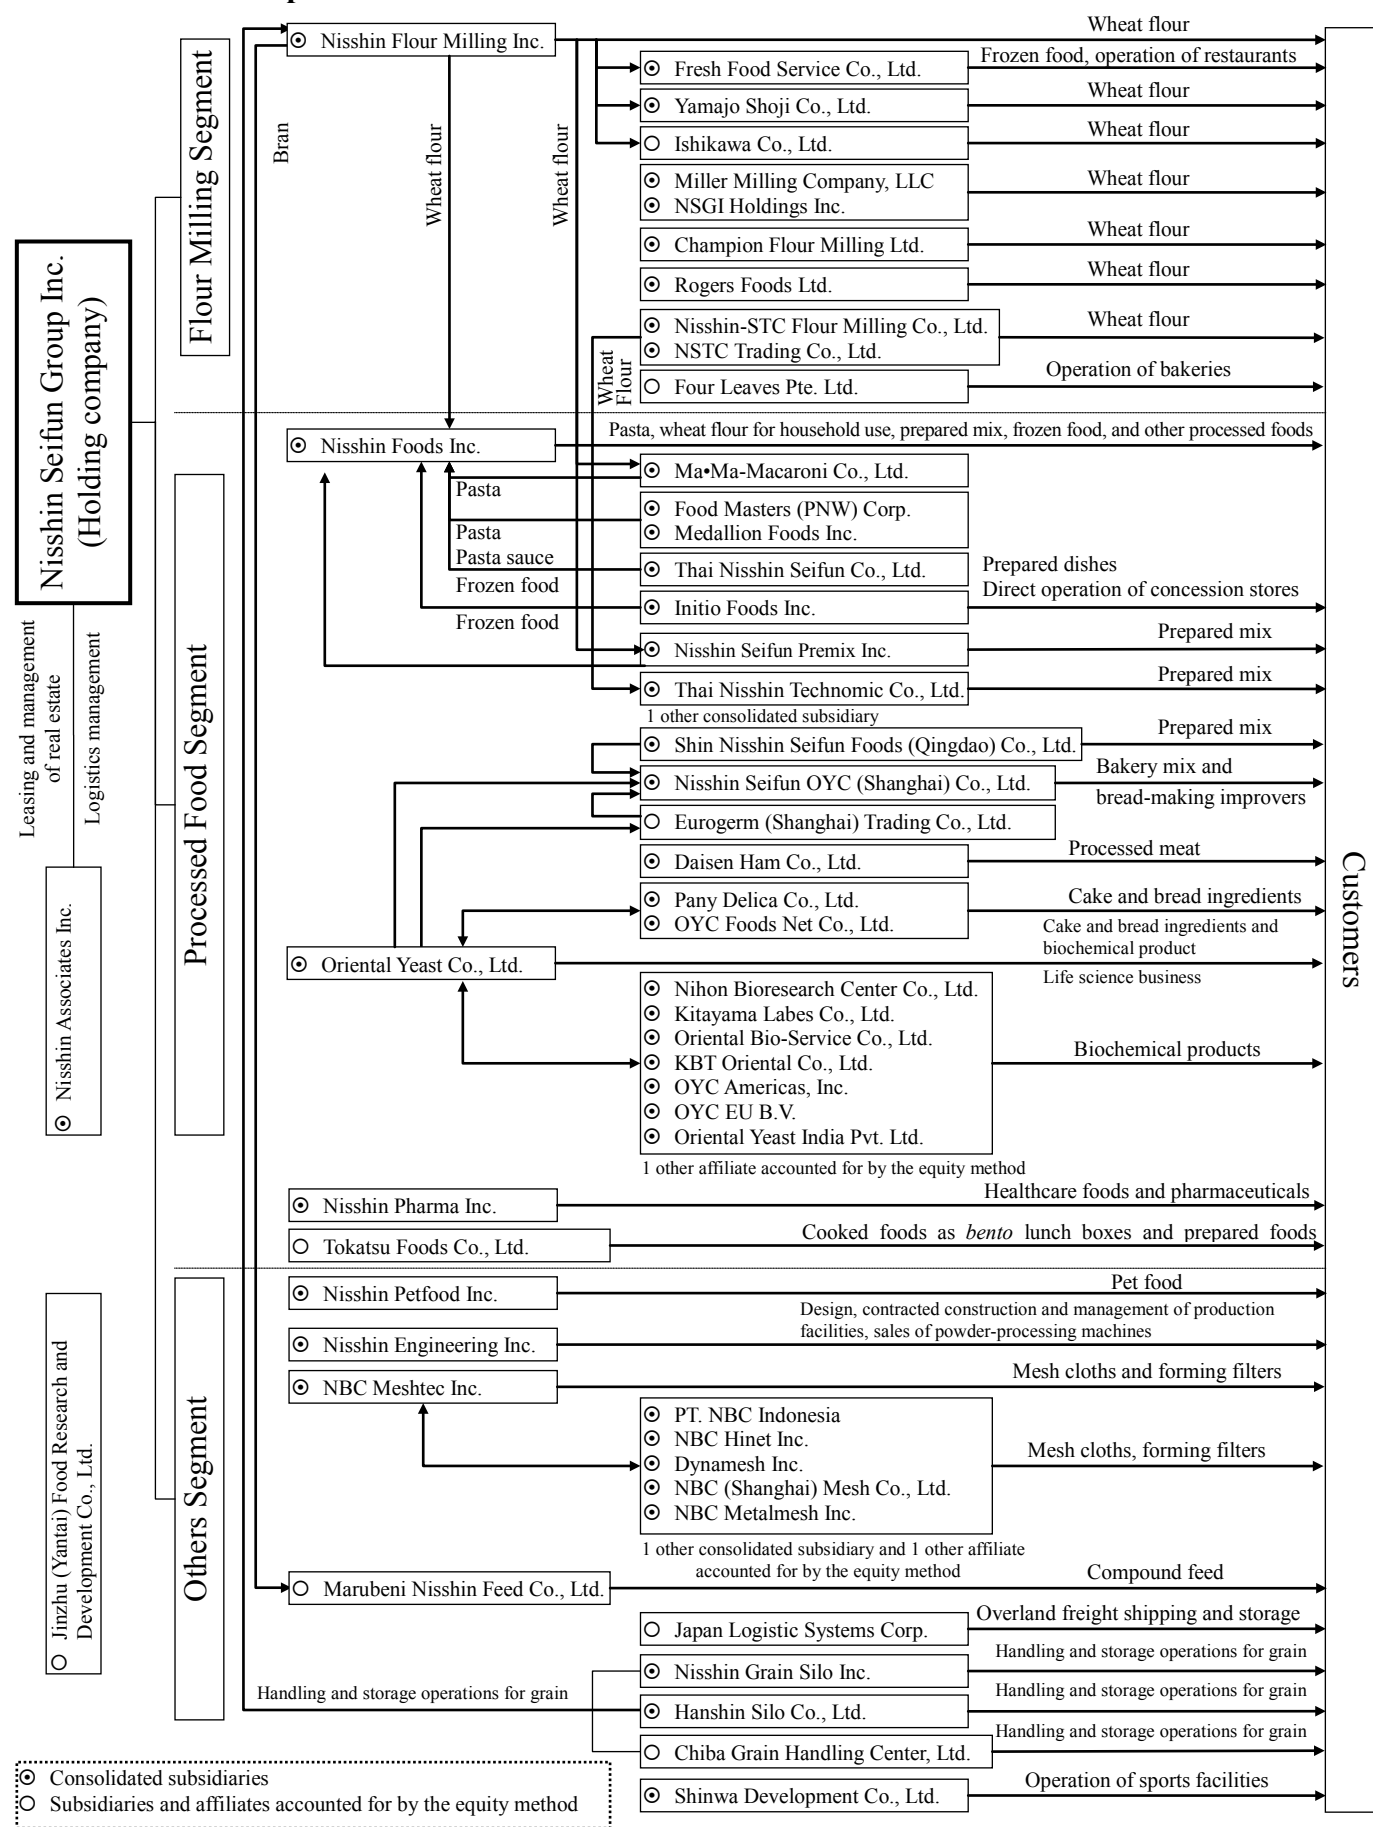 Nisshin Seifun Group Inc.
(Holding company)
Leasing and management
of real estate
Logistics management
⊙ Nisshin Associates Inc.
○ Jinzhu (Yantai) Food Research and
Development Co., Ltd.
Flour Milling Segment
⊙ Nisshin Flour Milling Inc.
Wheat flour
Bran
Wheat flour
Wheat flour
⊙ Fresh Food Service Co., Ltd.
Frozen food, operation of restaurants
⊙ Yamajo Shoji Co., Ltd.
Wheat flour
○ Ishikawa Co., Ltd.
Wheat flour
⊙ Miller Milling Company, LLC
⊙ NSGI Holdings Inc.
Wheat flour
⊙ Champion Flour Milling Ltd.
Wheat flour
⊙ Rogers Foods Ltd.
Wheat flour
⊙ Nisshin-STC Flour Milling Co., Ltd.
⊙ NSTC Trading Co., Ltd.
Wheat flour
Wheat
Flour
○ Four Leaves Pte. Ltd.
Operation of bakeries
Processed Food Segment
⊙ Nisshin Foods Inc.
Pasta, wheat flour for household use, prepared mix, frozen food, and other processed foods
⊙ Ma•Ma-Macaroni Co., Ltd.
Pasta
⊙ Food Masters (PNW) Corp.
⊙ Medallion Foods Inc.
Pasta
Pasta sauce
⊙ Thai Nisshin Seifun Co., Ltd.
Frozen food
Prepared dishes
Direct operation of concession stores
⊙ Initio Foods Inc.
Frozen food
⊙ Nisshin Seifun Premix Inc.
Prepared mix
⊙ Thai Nisshin Technomic Co., Ltd.
Prepared mix
1 other consolidated subsidiary
⊙ Shin Nisshin Seifun Foods (Qingdao) Co., Ltd.
Prepared mix
⊙ Nisshin Seifun OYC (Shanghai) Co., Ltd.
Bakery mix and
bread-making improvers
○ Eurogerm (Shanghai) Trading Co., Ltd.
⊙ Daisen Ham Co., Ltd.
Processed meat
⊙ Pany Delica Co., Ltd.
⊙ OYC Foods Net Co., Ltd.
Cake and bread ingredients
⊙ Oriental Yeast Co., Ltd.
Cake and bread ingredients and
biochemical product
Life science business
⊙ Nihon Bioresearch Center Co., Ltd.
⊙ Kitayama Labes Co., Ltd.
⊙ Oriental Bio-Service Co., Ltd.
⊙ KBT Oriental Co., Ltd.
⊙ OYC Americas, Inc.
⊙ OYC EU B.V.
⊙ Oriental Yeast India Pvt. Ltd.
Biochemical products
1 other affiliate accounted for by the equity method
⊙ Nisshin Pharma Inc.
Healthcare foods and pharmaceuticals
○ Tokatsu Foods Co., Ltd.
Cooked foods as bento lunch boxes and prepared foods
Others Segment
⊙ Nisshin Petfood Inc.
Pet food
⊙ Nisshin Engineering Inc.
Design, contracted construction and management of production
facilities, sales of powder-processing machines
⊙ NBC Meshtec Inc.
Mesh cloths and forming filters
⊙ PT. NBC Indonesia
⊙ NBC Hinet Inc.
⊙ Dynamesh Inc.
⊙ NBC (Shanghai) Mesh Co., Ltd.
⊙ NBC Metalmesh Inc.
Mesh cloths, forming filters
1 other consolidated subsidiary and 1 other affiliate
accounted for by the equity method
○ Marubeni Nisshin Feed Co., Ltd.
Compound feed
○ Japan Logistic Systems Corp.
Overland freight shipping and storage
⊙ Nisshin Grain Silo Inc.
Handling and storage operations for grain
Handling and storage operations for grain
⊙ Hanshin Silo Co., Ltd.
Handling and storage operations for grain
○ Chiba Grain Handling Center, Ltd.
Handling and storage operations for grain
⊙ Shinwa Development Co., Ltd.
Operation of sports facilities
Customers
⊙ Consolidated subsidiaries
○ Subsidiaries and affiliates accounted for by the equity method